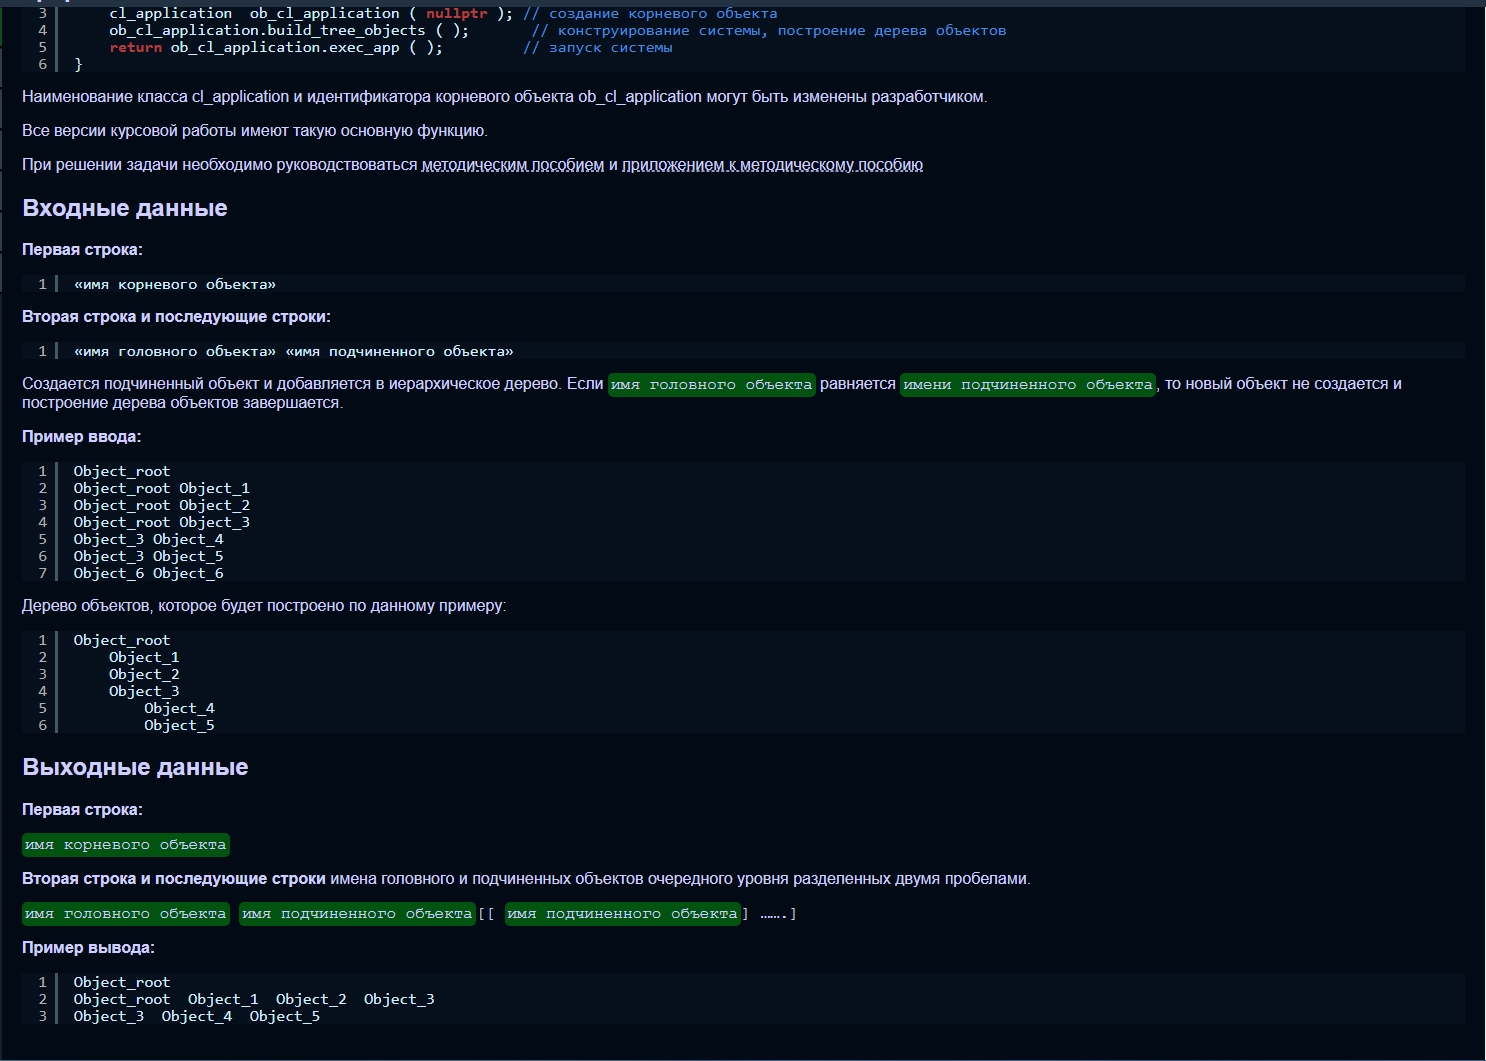 3 cl_application  ob_cl_application ( nullptr ); // создание корневого объекта
4 ob_cl_application.build_tree_objects ( ); // конструирование системы, построение дерева объектов
5 return ob_cl_application.exec_app ( ); // запуск системы
6 }
Наименование класса cl_application и идентификатора корневого объекта ob_cl_application могут быть изменены разработчиком.
Все версии курсовой работы имеют такую основную функцию.
При решении задачи необходимо руководствоваться методическим пособием и приложением к методическому пособию
Входные данные
Первая строка:
1 «имя корневого объекта»
Вторая строка и последующие строки:
1 «имя головного объекта» «имя подчиненного объекта»
Создается подчиненный объект и добавляется в иерархическое дерево. Если имя головного объекта равняется имени подчиненного объекта, то новый объект не создается и
построение дерева объектов завершается.
Пример ввода:
1 Object_root
2 Object_root Object_1
3 Object_root Object_2
4 Object_root Object_3
5 Object_3 Object_4
6 Object_3 Object_5
7 Object_6 Object_6
Дерево объектов, которое будет построено по данному примеру:
1 Object_root
2     Object_1
3     Object_2
4     Object_3
5         Object_4
6         Object_5
Выходные данные
Первая строка:
имя корневого объекта
Вторая строка и последующие строки имена головного и подчиненных объектов очередного уровня разделенных двумя пробелами.
имя головного объекта имя подчиненного объекта[[ имя подчиненного объекта] …….]
Пример вывода:
1 Object_root
2 Object_root  Object_1  Object_2  Object_3
3 Object_3  Object_4  Object_5